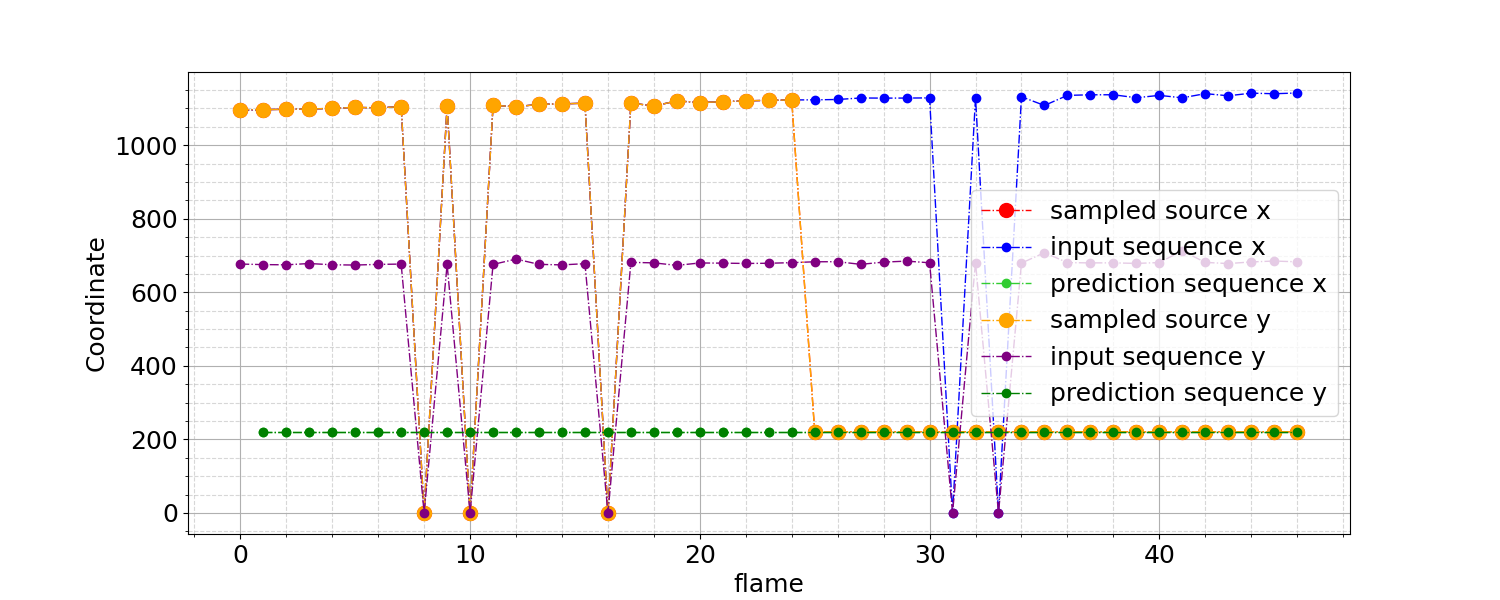 Coordinate
1000
800
600
400
200
0
sampled source x
input sequence x
prediction sequence x
sampled source y
input sequence y
prediction sequence y
0 10 20 30 40
flame